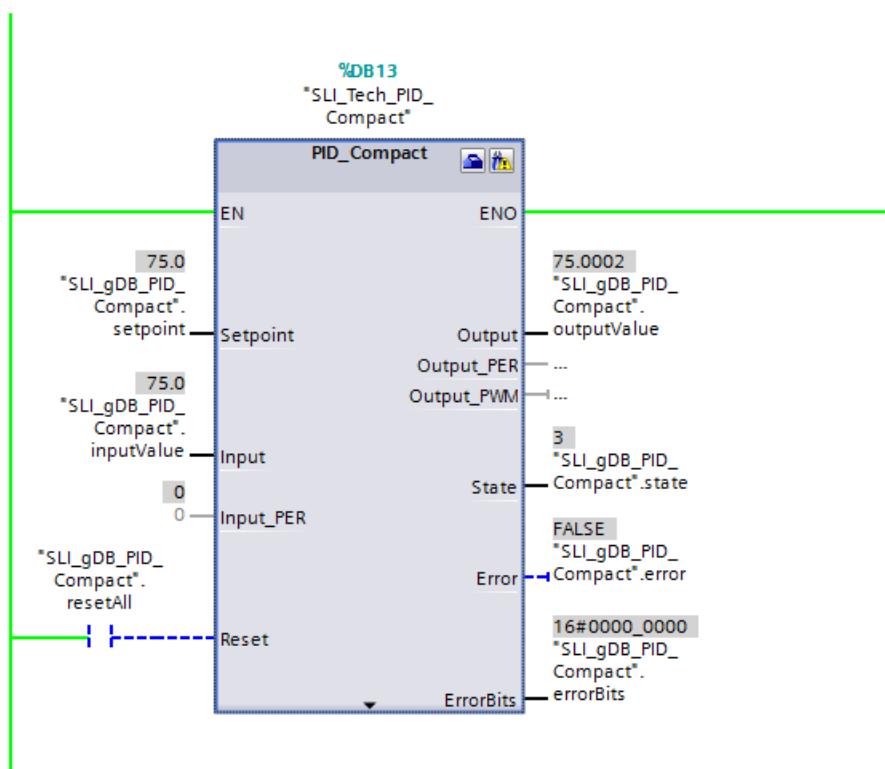 %DB13
"SLI_Tech_PID_
Compact"
PID_Compact
EN
ENO
75.0
"SLI_gDB_PID_
Compact".
setpoint
Setpoint
75.0002
"SLI_gDB_PID_
Compact".
outputValue
Output
Output_PER
...
Output_PWM
...
75.0
"SLI_gDB_PID_
Compact".
inputValue
Input
3
"SLI_gDB_PID_
Compact".state
State
0
0
Input_PER
FALSE
"SLI_gDB_PID_
Compact".error
Error
"SLI_gDB_PID_
Compact".
resetAll
Reset
16#0000_0000
"SLI_gDB_PID_
Compact".
errorBits
ErrorBits